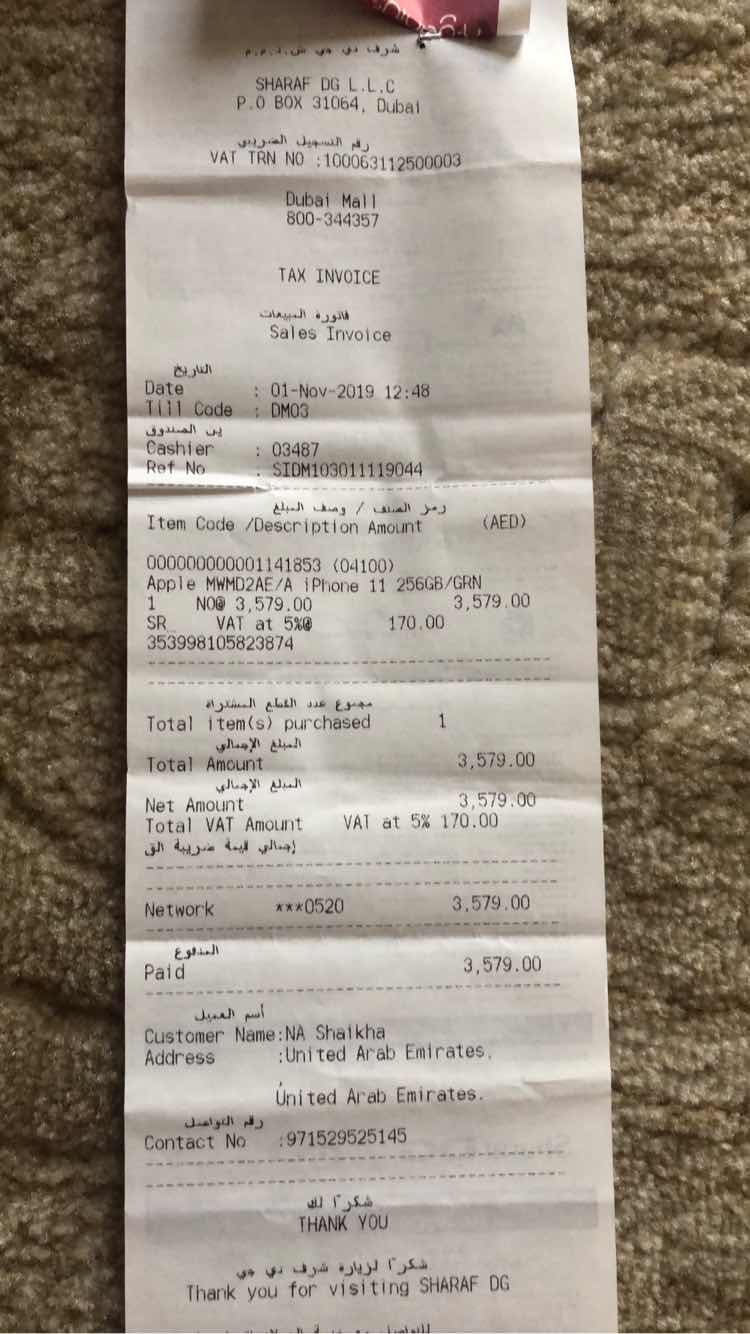 شرف دي جي ش.ذ.م.م
SHARAF DG L.L.C
P.O BOX 31064, Dubai
رقم التسجيل الضريبي
VAT TRN NO :100063112500003
Dubai Mall
800-344357
TAX INVOICE
فاتورة المبيعات
Sales Invoice
التاريخ
Date : 01-Nov-2019 12:48
Till Code : DM03
ين الصندوق
Cashier : 03487
Ref No : SIDM103011119044
رمز الصنف / وصف المبلغ
Item Code /Description Amount (AED)
000000000001141853 (04100)
Apple MWMD2AE/A iPhone 11 256GB/GRN
1 NO@ 3,579.00 3,579.00
SR VAT at 5%@ 170.00
353998105823874
مجموع عدد القطع المشتراة
Total item(s) purchased 1
المبلغ الإجمالي
Total Amount 3,579.00
المبلغ الإجمالي
Net Amount 3,579.00
Total VAT Amount VAT at 5% 170.00
إجمالي قيمة ضريبة الق
Network ***0520 3,579.00
المدفوع
Paid 3,579.00
أسم العميل
Customer Name:NA Shaikha
Address :United Arab Emirates,
United Arab Emirates.
رقم التواصل
Contact No :971529525145
شكرًا لك
THANK YOU
شكرًا لزيارة شرف دي جي
Thank you for visiting SHARAF DG